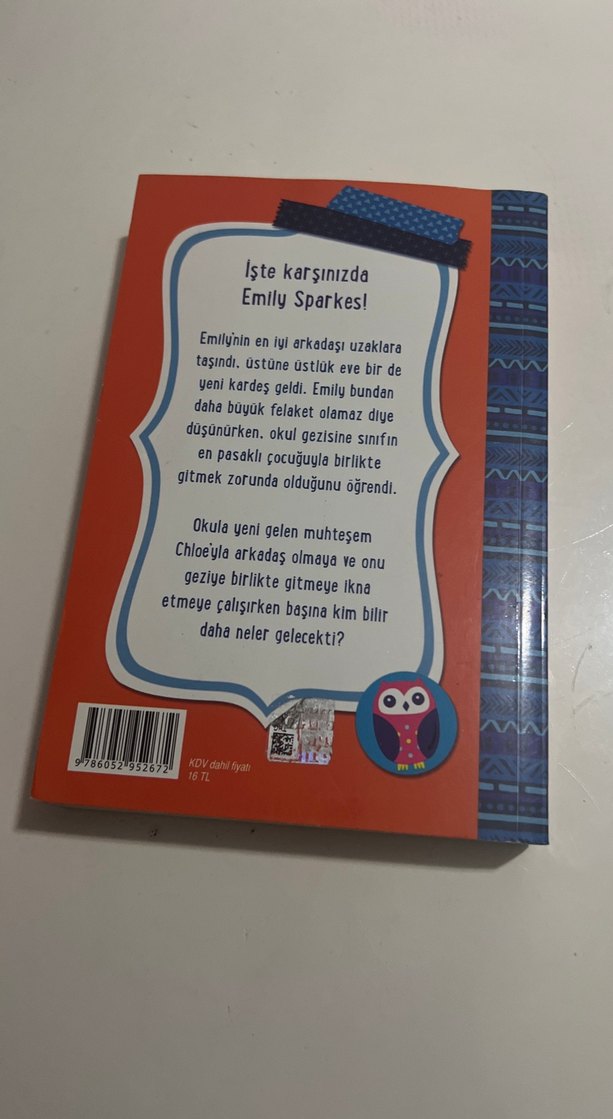 İşte karşınızda
Emily Sparkes!
Emily'nin en iyi arkadaşı uzaklara
taşındı, üstüne üstlük eve bir de
yeni kardeş geldi. Emily bundan
daha büyük felaket olamaz diye
düşünürken, okul gezisine sınıfın
en pasaklı çocuğuyla birlikte
gitmek zorunda olduğunu öğrendi.
Okula yeni gelen muhteşem
Chloe'yla arkadaş olmaya ve onu
geziye birlikte gitmeye ikna
etmeye çalışırken başına kim bilir
daha neler gelecekti?
9 786052 952672
KDV dahil fiyatı
16 TL